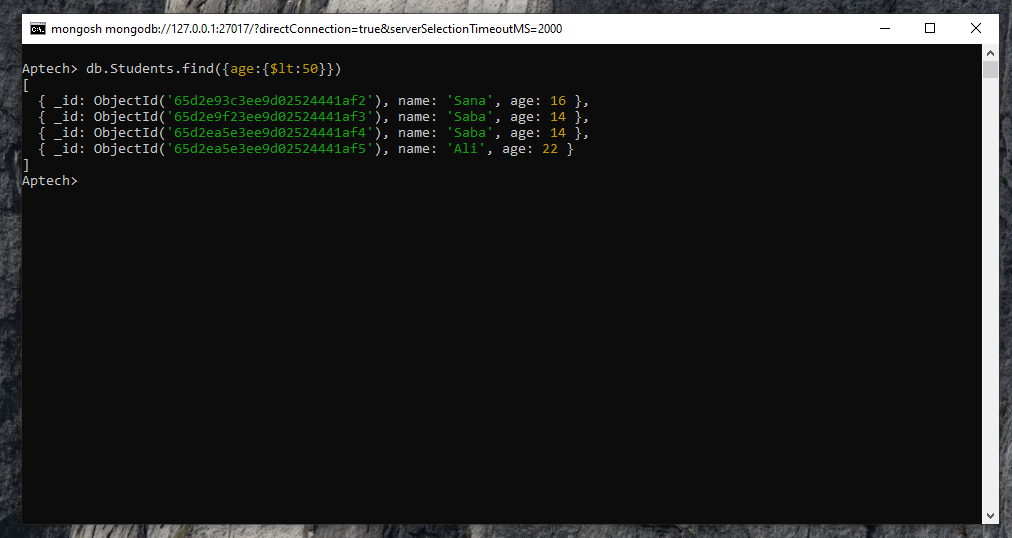 mongosh mongodb://127.0.0.1:27017/?directConnection=true&serverSelectionTimeoutMS=2000
Aptech> db.Students.find({age:{$lt:50}})
[
  { _id: ObjectId('65d2e93c3ee9d02524441af2'), name: 'Sana', age: 16 },
  { _id: ObjectId('65d2e9f23ee9d02524441af3'), name: 'Saba', age: 14 },
  { _id: ObjectId('65d2ea5e3ee9d02524441af4'), name: 'Saba', age: 14 },
  { _id: ObjectId('65d2ea5e3ee9d02524441af5'), name: 'Ali', age: 22 }
]
Aptech>